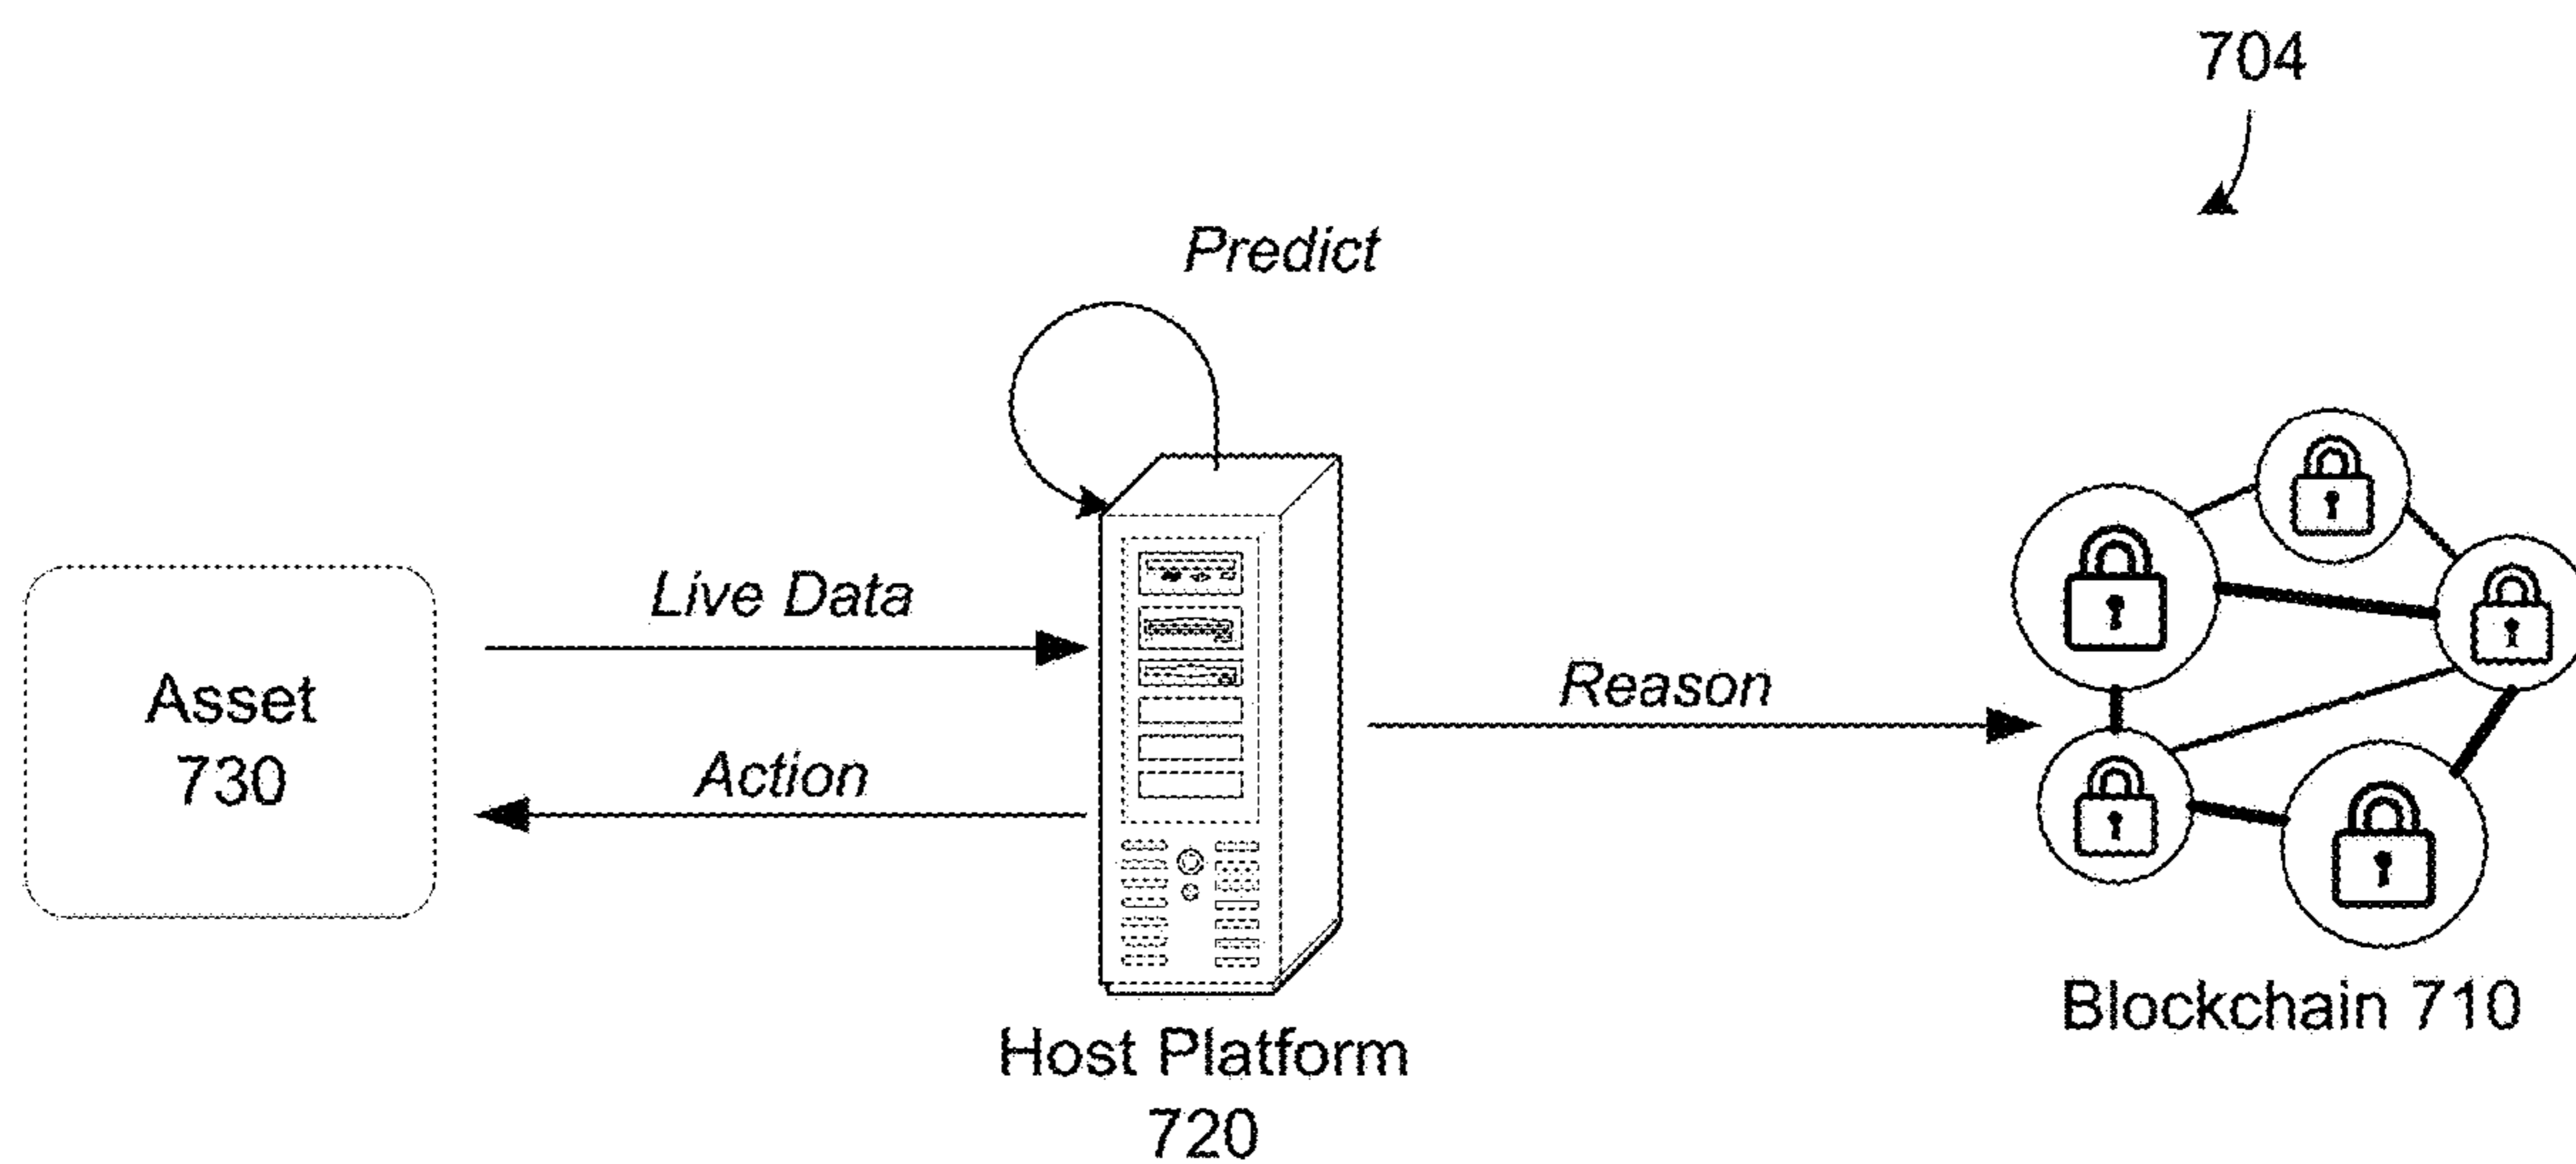 704
Predict
Live Data
Asset
730
Action
Reason
Host Platform
720
Blockchain 710